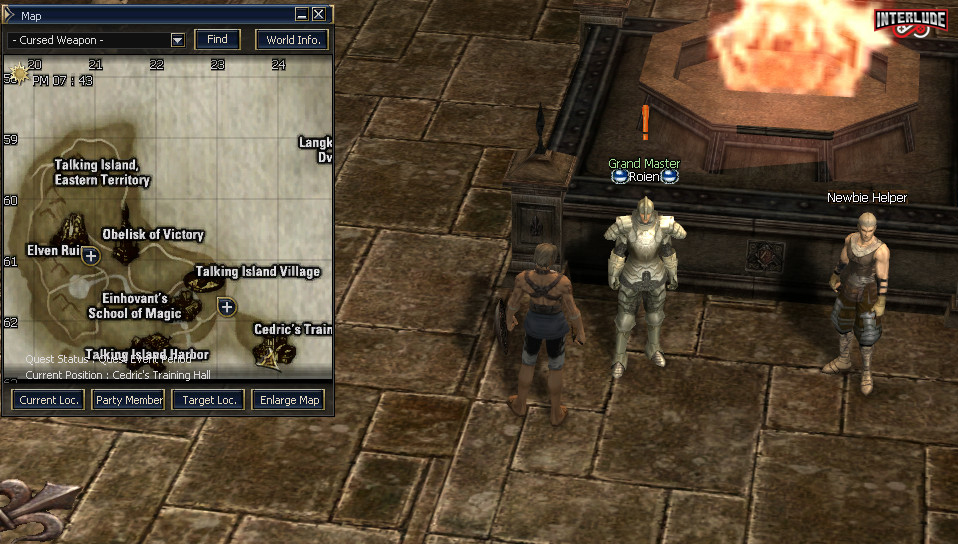 Map
- Cursed Weapon -
Find
World Info.
20 21 22 23 24
PM 07 : 43
59
Talking Island,
Eastern Territory
60
Obelisk of Victory
Elven Rui
61
Talking Island Village
Einhovant's
School of Magic
62
Cedric's Train
Talking Island Harbor
Quest Status : Quest Event Period
Current Position : Cedric's Training Hall
Current Loc.
Party Member
Target Loc.
Enlarge Map
INTERLUDE
Grand Master
Roien
Newbie Helper